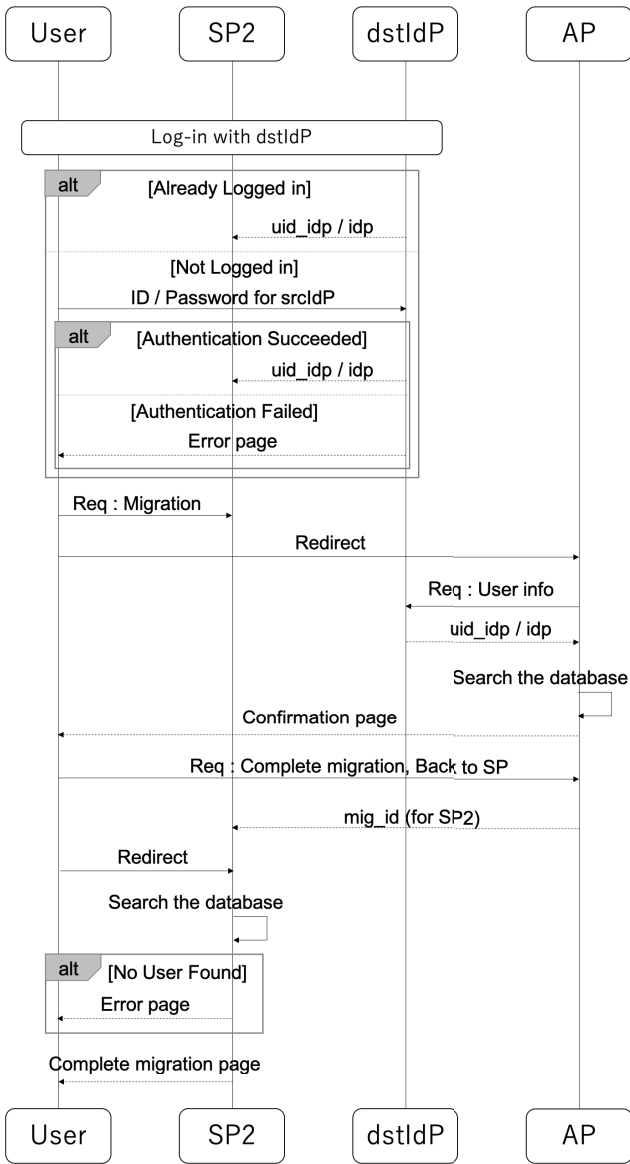 User SP2 dstIdP AP
Log-in with dstIdP
alt [Already Logged in]
uid_idp / idp
[Not Logged in]
ID / Password for srcIdP
alt [Authentication Succeeded]
uid_idp / idp
[Authentication Failed]
Error page
Req : Migration
Redirect
Req : User info
uid_idp / idp
Search the database
Confirmation page
Req : Complete migration, Back to SP
mig_id (for SP2)
Redirect
Search the database
alt [No User Found]
Error page
Complete migration page
User SP2 dstIdP AP